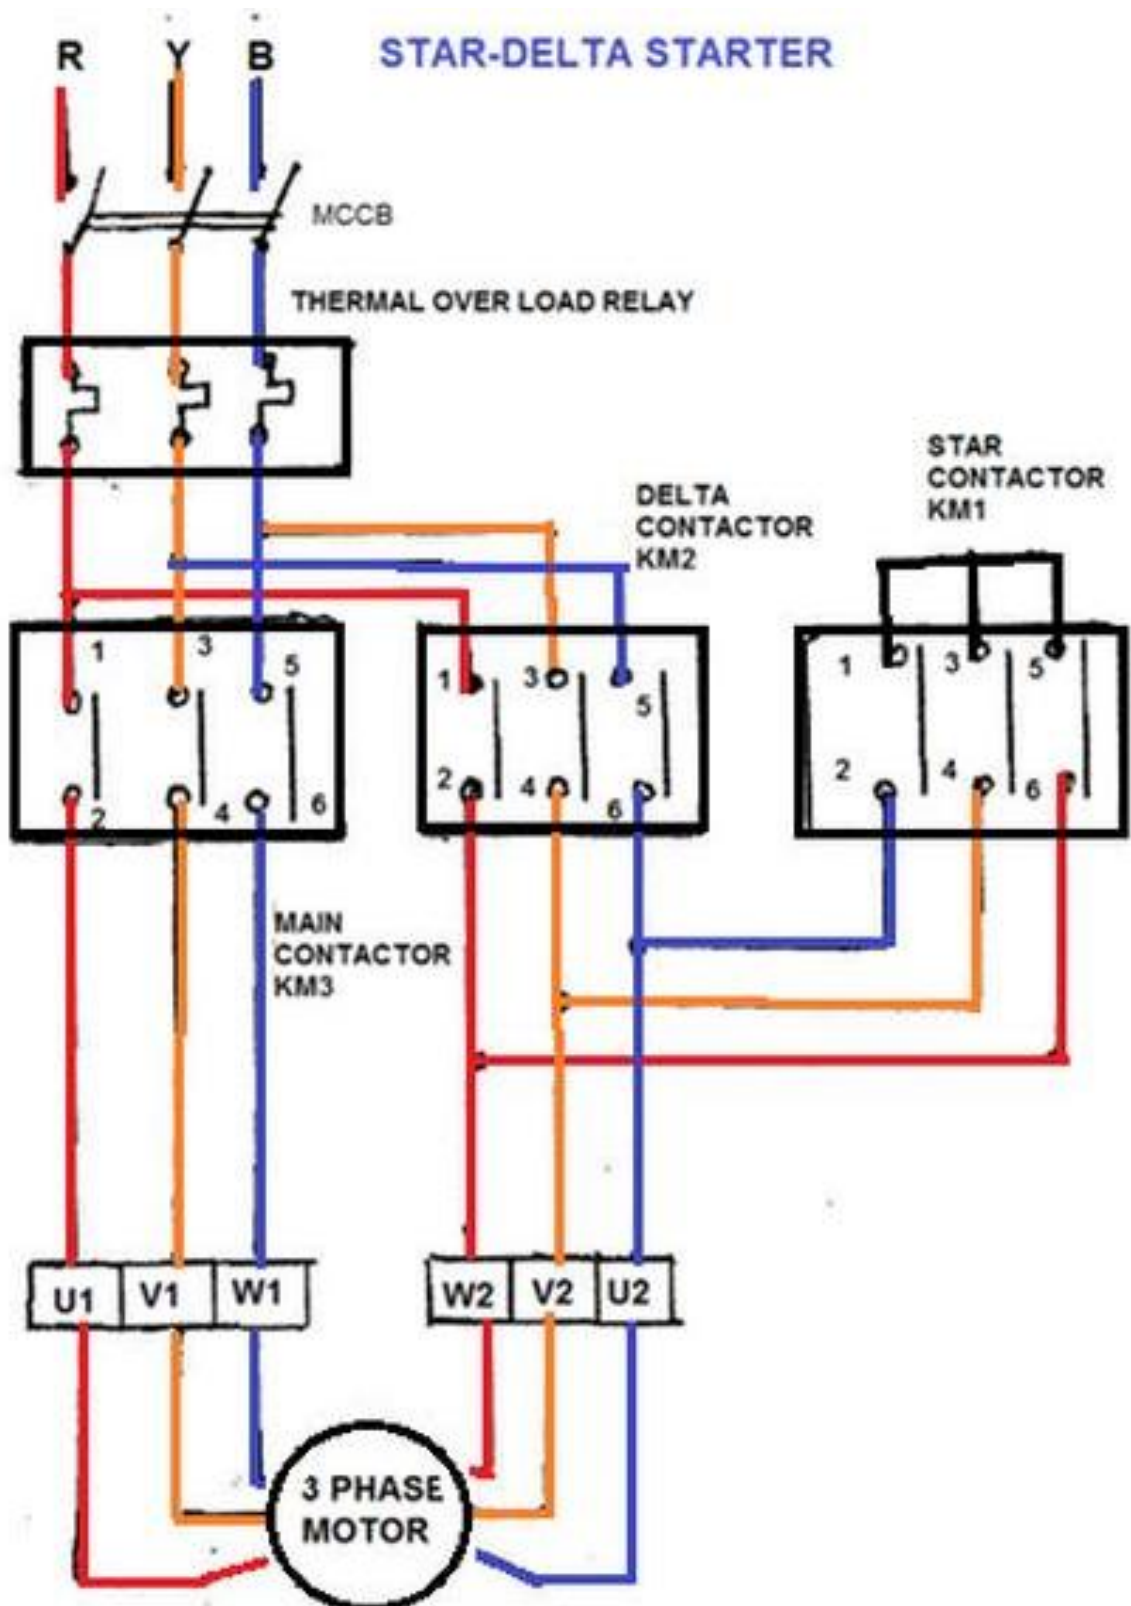 R Y B
STAR-DELTA STARTER
MCCB
THERMAL OVER LOAD RELAY
STAR
CONTACTOR
KM1
DELTA
CONTACTOR
KM2
1 3 5
1 3 5
1 3 5
2 4 6
2 4 6
2 4 6
MAIN
CONTACTOR
KM3
U1 V1 W1
W2 V2 U2
3 PHASE
MOTOR